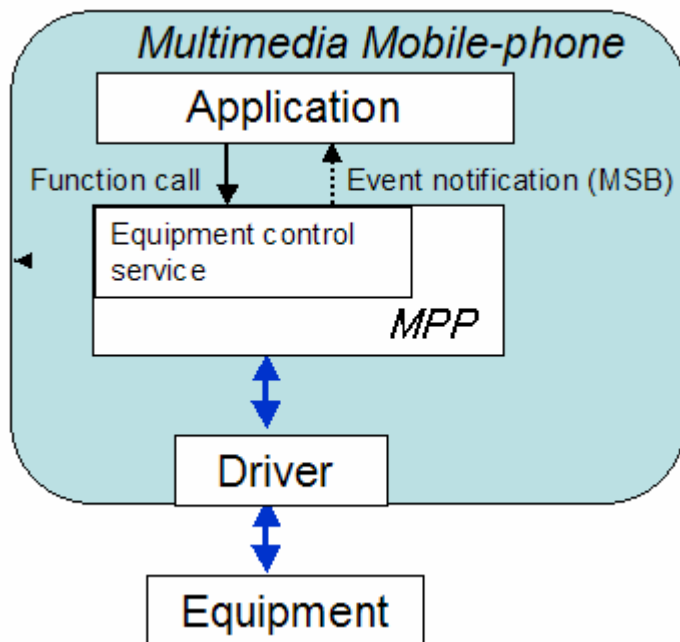 Multimedia Mobile-phone
Application
Function call
Event notification (MSB)
Equipment control
service
MPP
Driver
Equipment